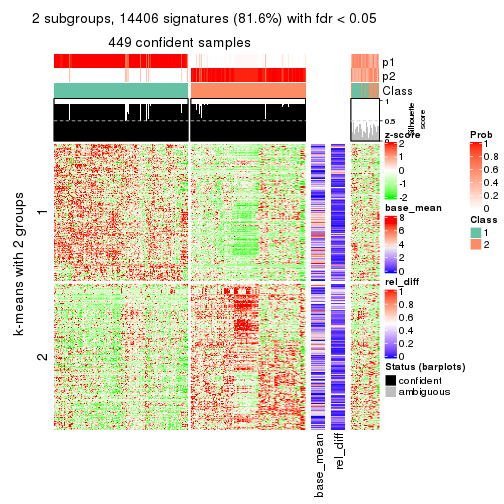 2 subgroups, 14406 signatures (81.6%) with fdr < 0.05
449 confident samples
p1
p2
Class
1
0.5
0
Silhouette
score
k-means with 2 groups
1
2
base_mean
rel_diff
z-score
2
1
0
-1
-2
base_mean
8
6
4
2
0
rel_diff
1
0.8
0.6
0.4
0.2
0
Status (barplots)
confident
ambiguous
Prob
1
0.8
0.6
0.4
0.2
0
Class
1
2